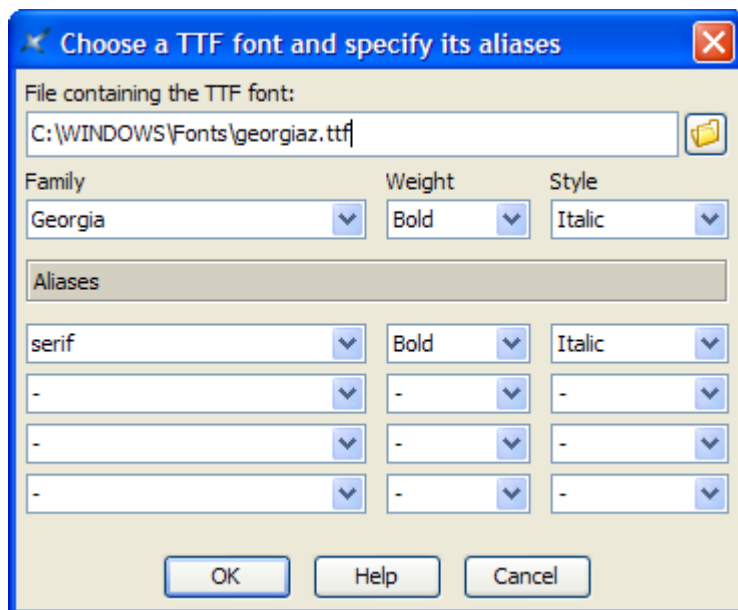 Choose a TTF font and specify its aliases
File containing the TTF font:
C:\WINDOWS\Fonts\georgiaz.ttf
Family Weight Style
Georgia Bold Italic
Aliases
serif Bold Italic
- - -
- - -
- - -
OK Help Cancel